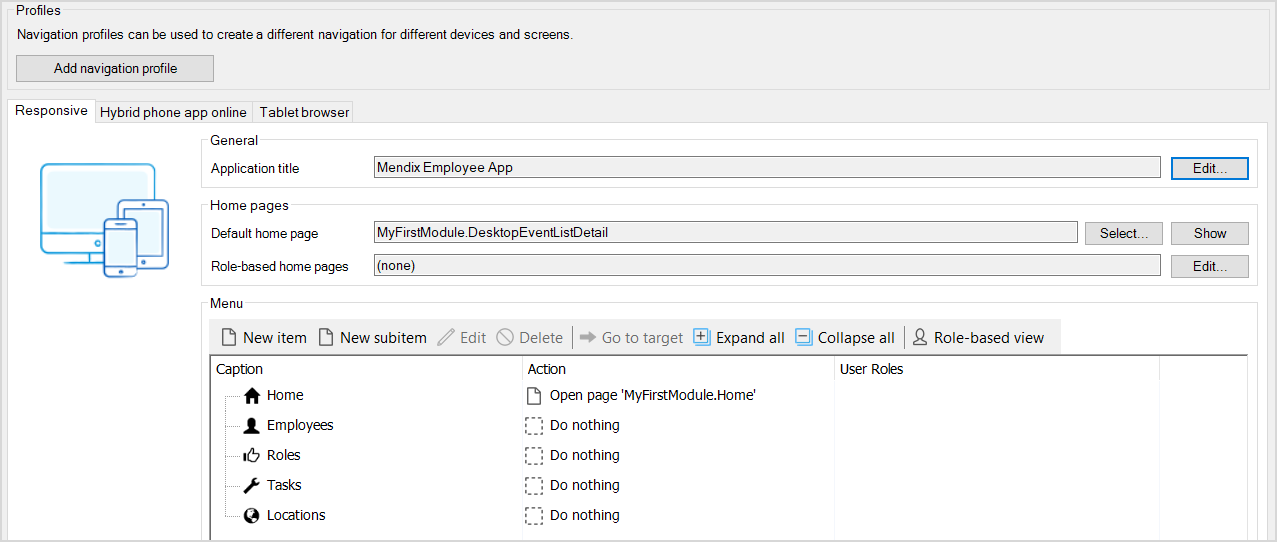 Profiles
Navigation profiles can be used to create a different navigation for different devices and screens.
Add navigation profile
Responsive Hybrid phone app online Tablet browser
General
Application title Mendix Employee App Edit...
Home pages
Default home page MyFirstModule.DesktopEventListDetail Select... Show
Role-based home pages (none) Edit...
Menu
New item New subitem Edit Delete Go to target Expand all Collapse all Role-based view
Caption Action User Roles
Home Open page 'MyFirstModule.Home'
Employees Do nothing
Roles Do nothing
Tasks Do nothing
Locations Do nothing